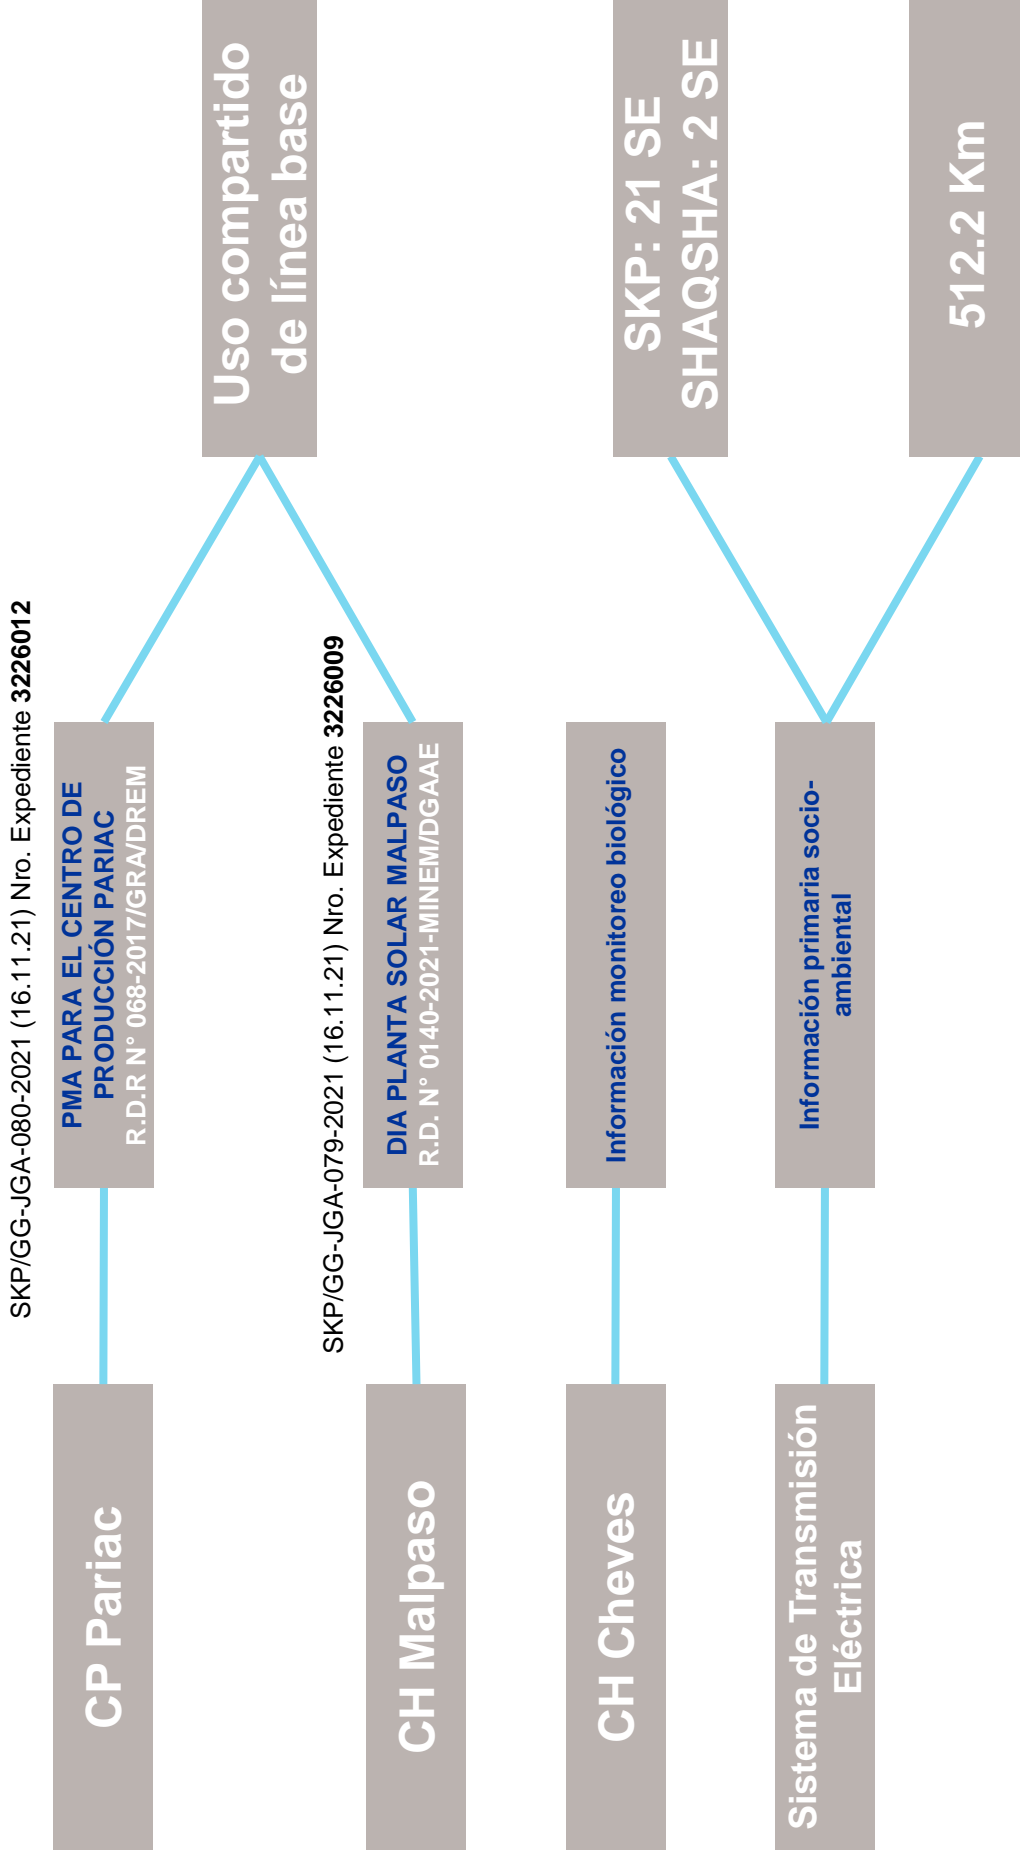 SKP/GG-JGA-080-2021 (16.11.21) Nro. Expediente 3226012
CP Pariac
PMA PARA EL CENTRO DE
PRODUCCIÓN PARIAC
R.D.R N° 068-2017/GRA/DREM
Uso compartido
de línea base
SKP/GG-JGA-079-2021 (16.11.21) Nro. Expediente 3226009
CH Malpaso
DIA PLANTA SOLAR MALPASO
R.D. N° 0140-2021-MINEM/DGAAE
CH Cheves
Información monitoreo biológico
SKP: 21 SE
SHAQSHA: 2 SE
Sistema de Transmisión
Eléctrica
Información primaria socio-
ambiental
512.2 Km